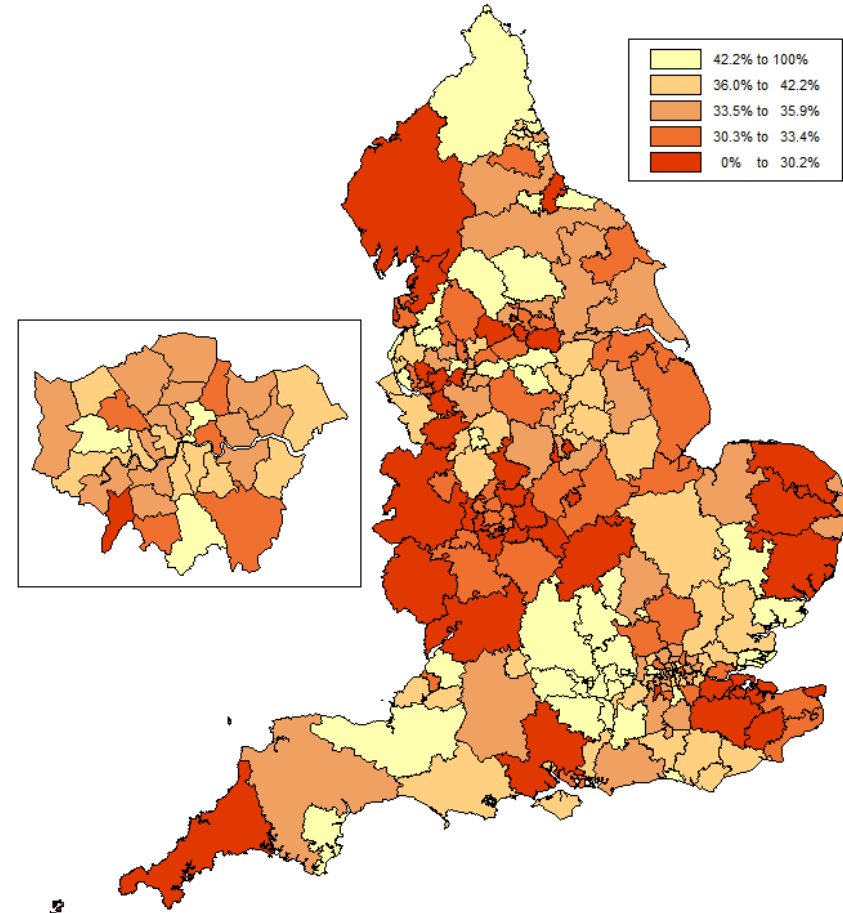 42.2% to 100%
36.0% to 42.2%
33.5% to 35.9%
30.3% to 33.4%
0% to 30.2%